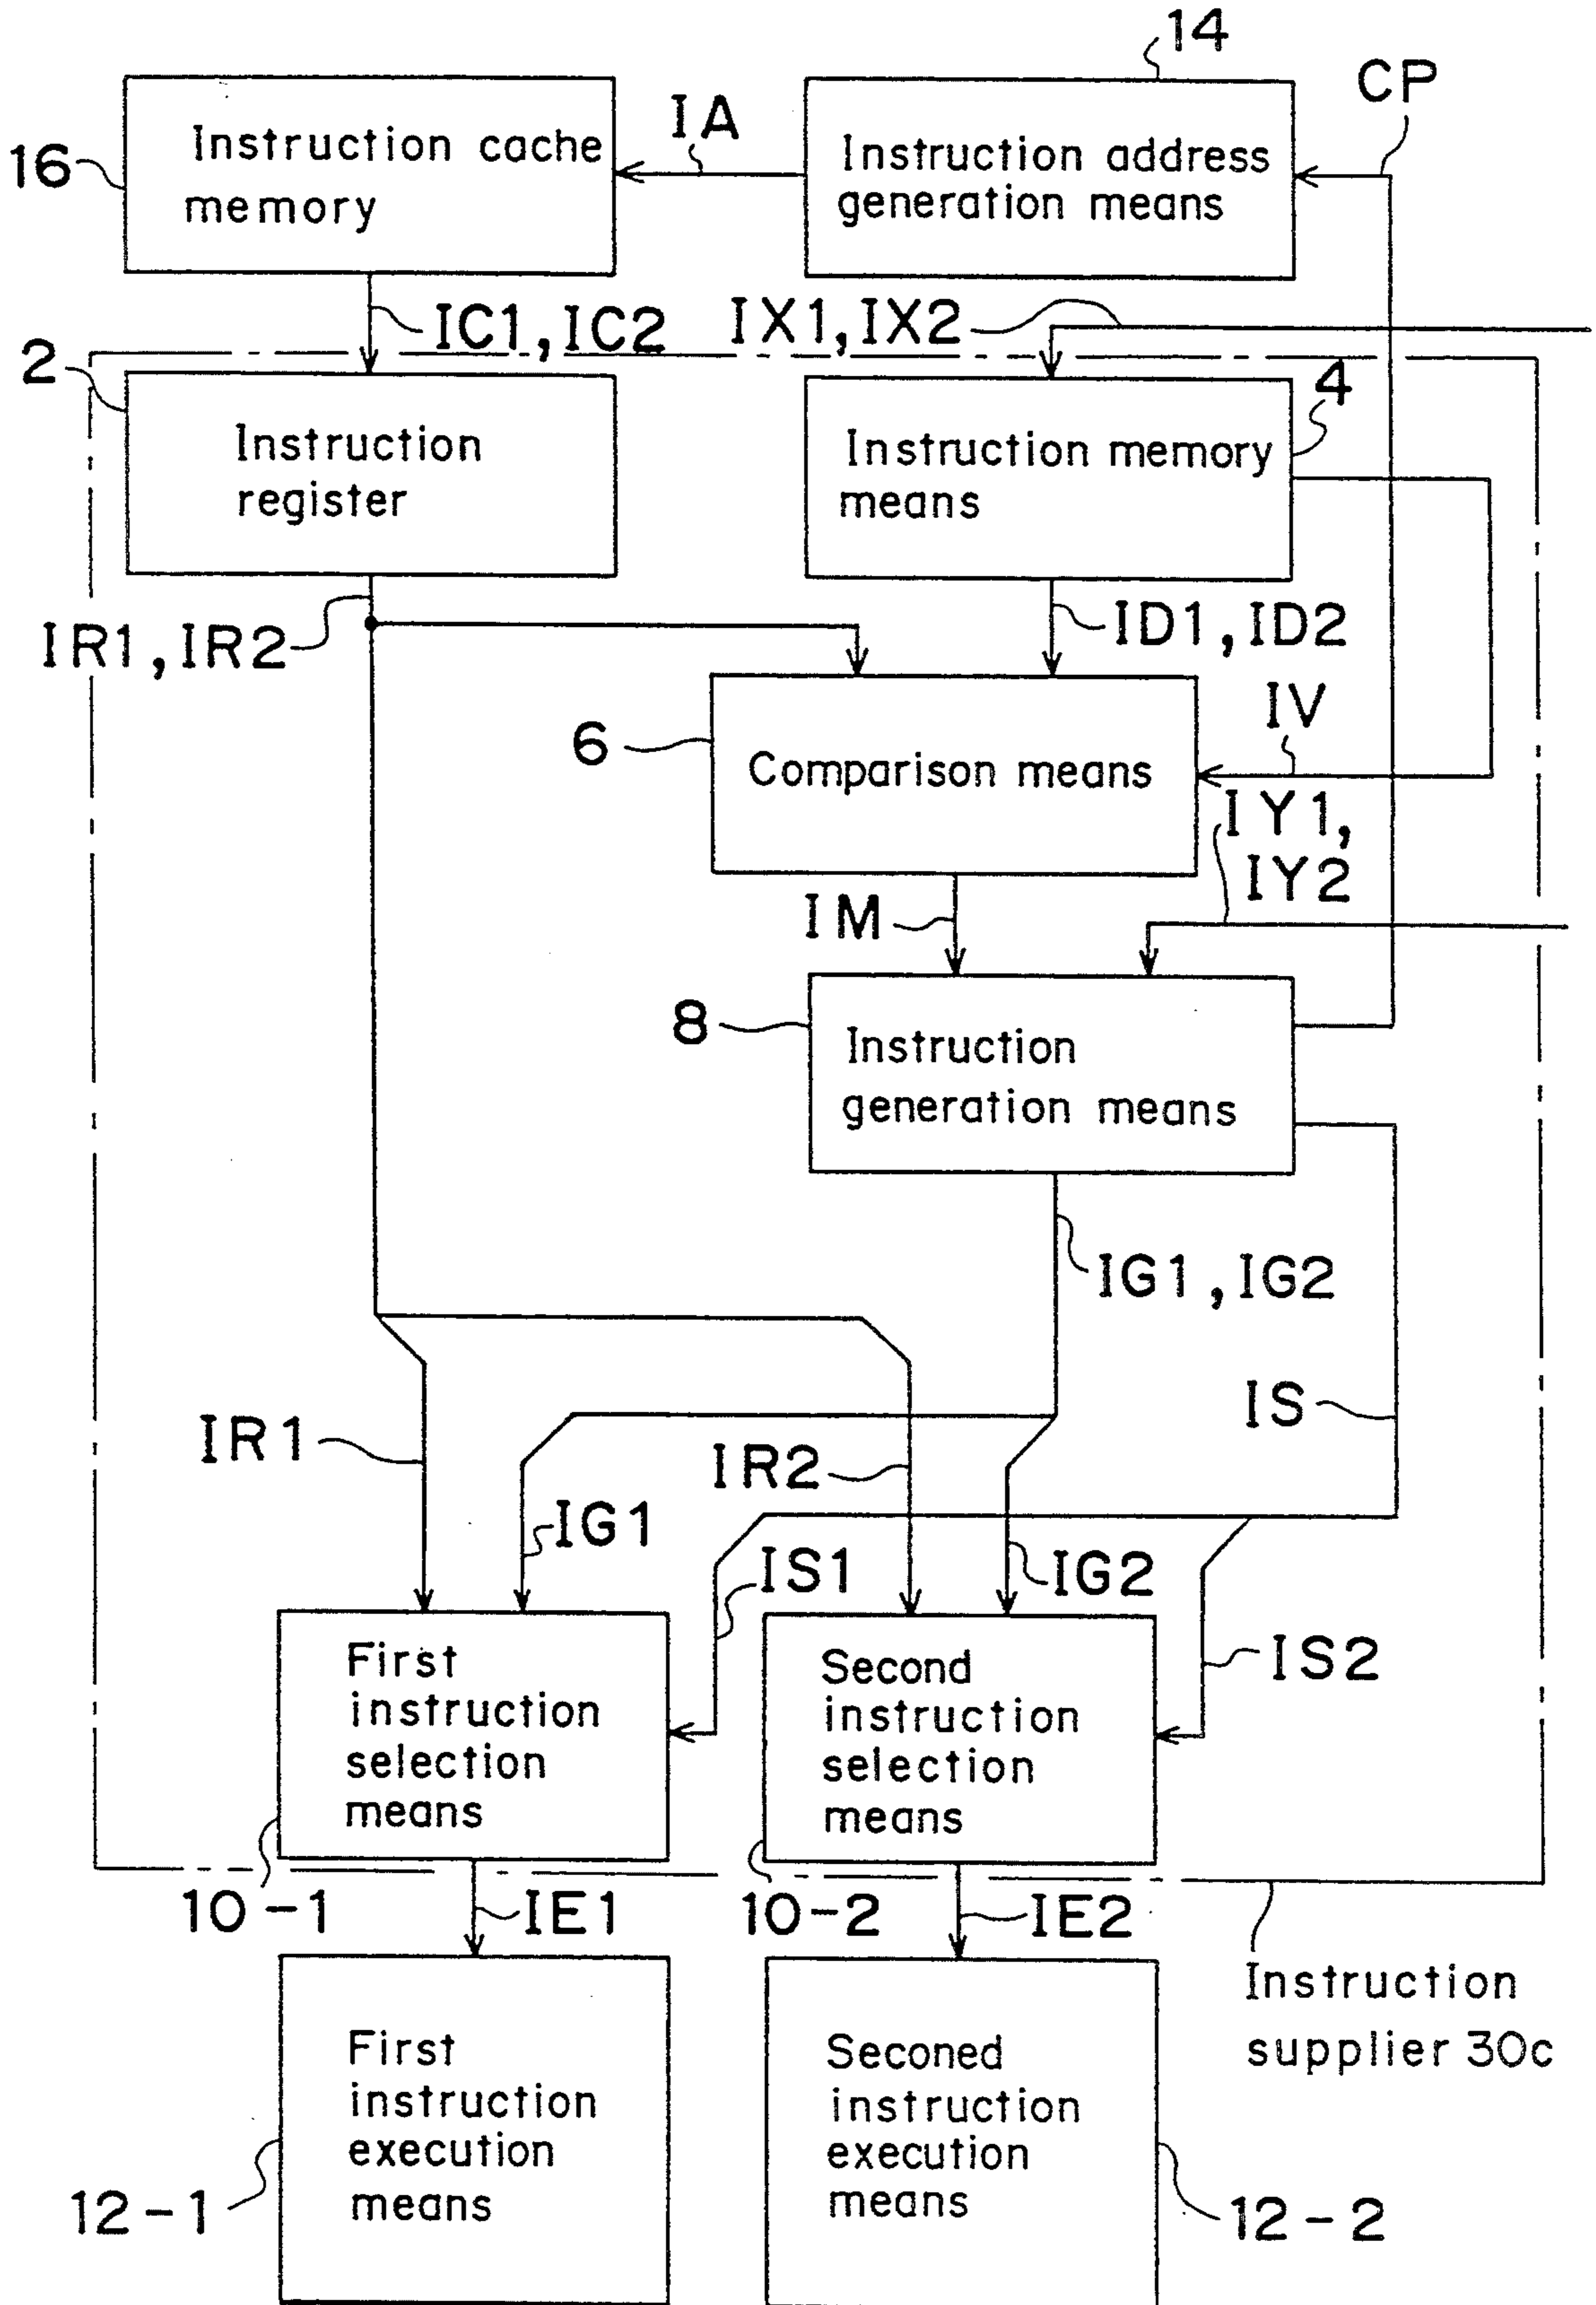 14
CP
Instruction cache
memory
16
IA
Instruction address
generation means
IC1, IC2
IX1, IX2
2
4
Instruction
register
Instruction memory
means
IR1, IR2
ID1, ID2
IV
6
Comparison means
IY1,
IY2
IM
8
Instruction
generation means
IG1, IG2
IS
IR1
IR2
IG1
IS1
IG2
IS2
First
instruction
selection
means
Second
instruction
selection
means
10-1
IE1
10-2
IE2
Instruction
supplier 30c
First
instruction
execution
means
Seconed
instruction
execution
means
12-1
12-2